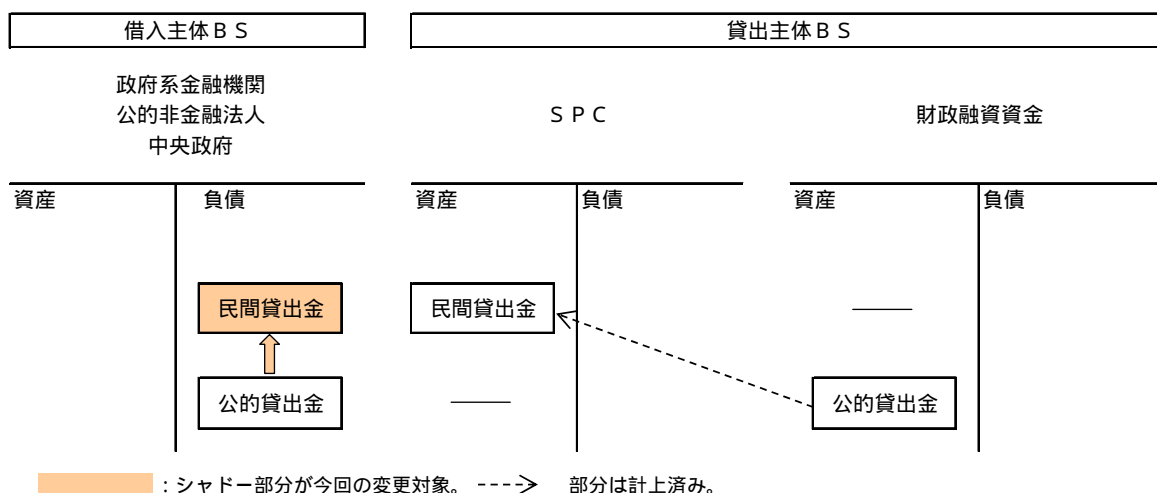 借入主体ＢＳ
貸出主体ＢＳ
政府系金融機関
公的非金融法人
中央政府
ＳＰＣ
財政融資資金
資産
負債
資産
負債
資産
負債
民間貸出金
民間貸出金
公的貸出金
公的貸出金
：シャドー部分が今回の変更対象。 部分は計上済み。